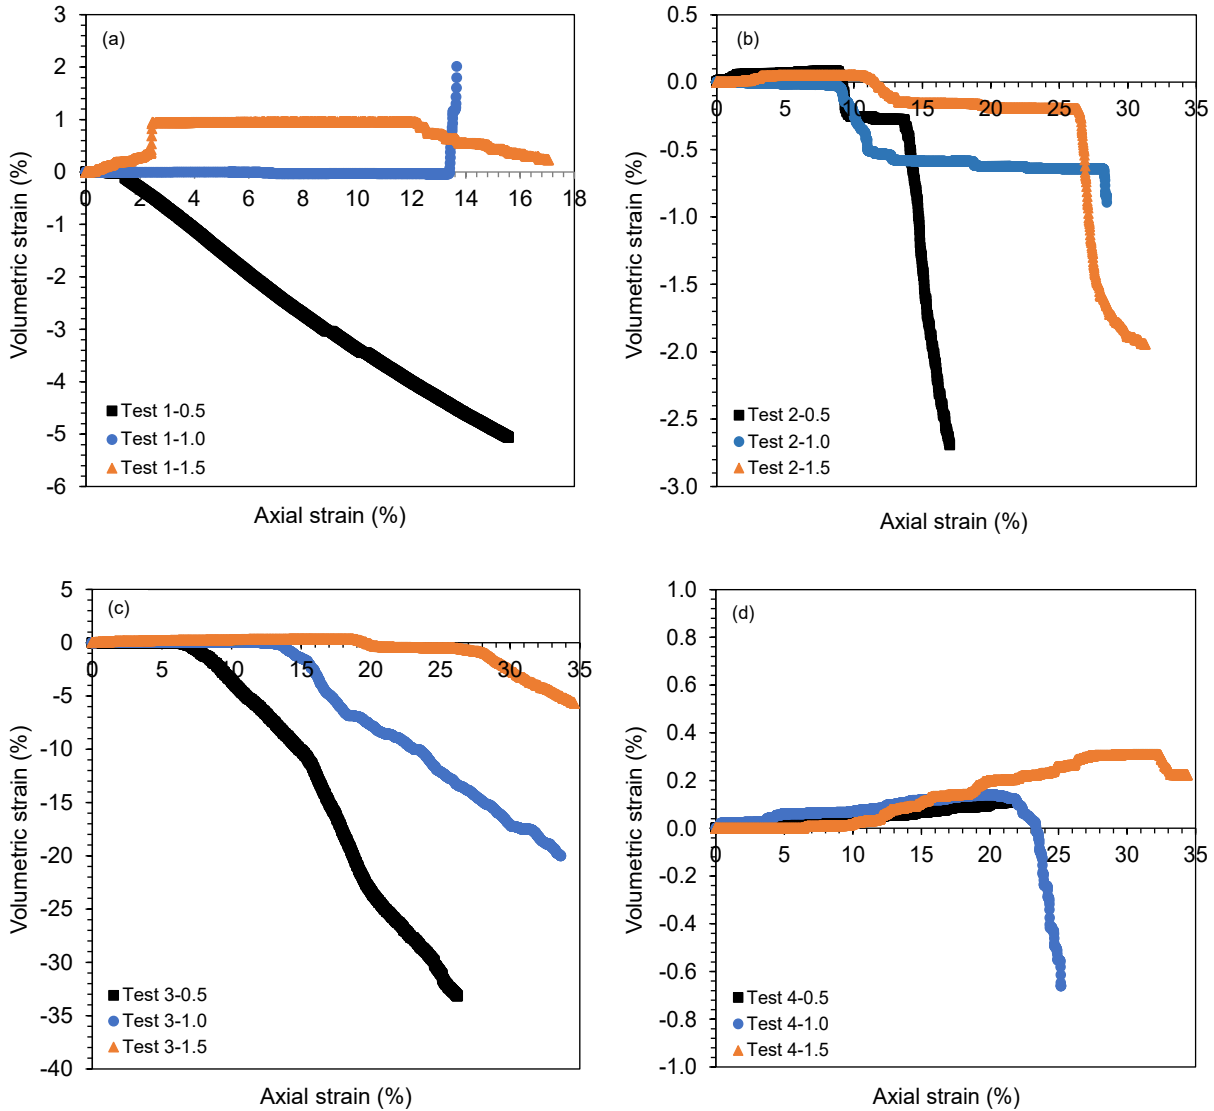 (a)
3
2
1
0
-1
-2
-3
-4
-5
-6
0 2 4 6 8 10 12 14 16 18
Volumetric strain (%)
Axial strain (%)
Test 1-0.5
Test 1-1.0
Test 1-1.5
(b)
0.5
0.0
-0.5
-1.0
-1.5
-2.0
-2.5
-3.0
0 5 10 15 20 25 30 35
Volumetric strain (%)
Axial strain (%)
Test 2-0.5
Test 2-1.0
Test 2-1.5
(c)
5
0
-5
-10
-15
-20
-25
-30
-35
-40
0 5 10 15 20 25 30 35
Volumetric strain (%)
Axial strain (%)
Test 3-0.5
Test 3-1.0
Test 3-1.5
(d)
1.0
0.8
0.6
0.4
0.2
0.0
-0.2
-0.4
-0.6
-0.8
-1.0
0 5 10 15 20 25 30 35
Volumetric strain (%)
Axial strain (%)
Test 4-0.5
Test 4-1.0
Test 4-1.5